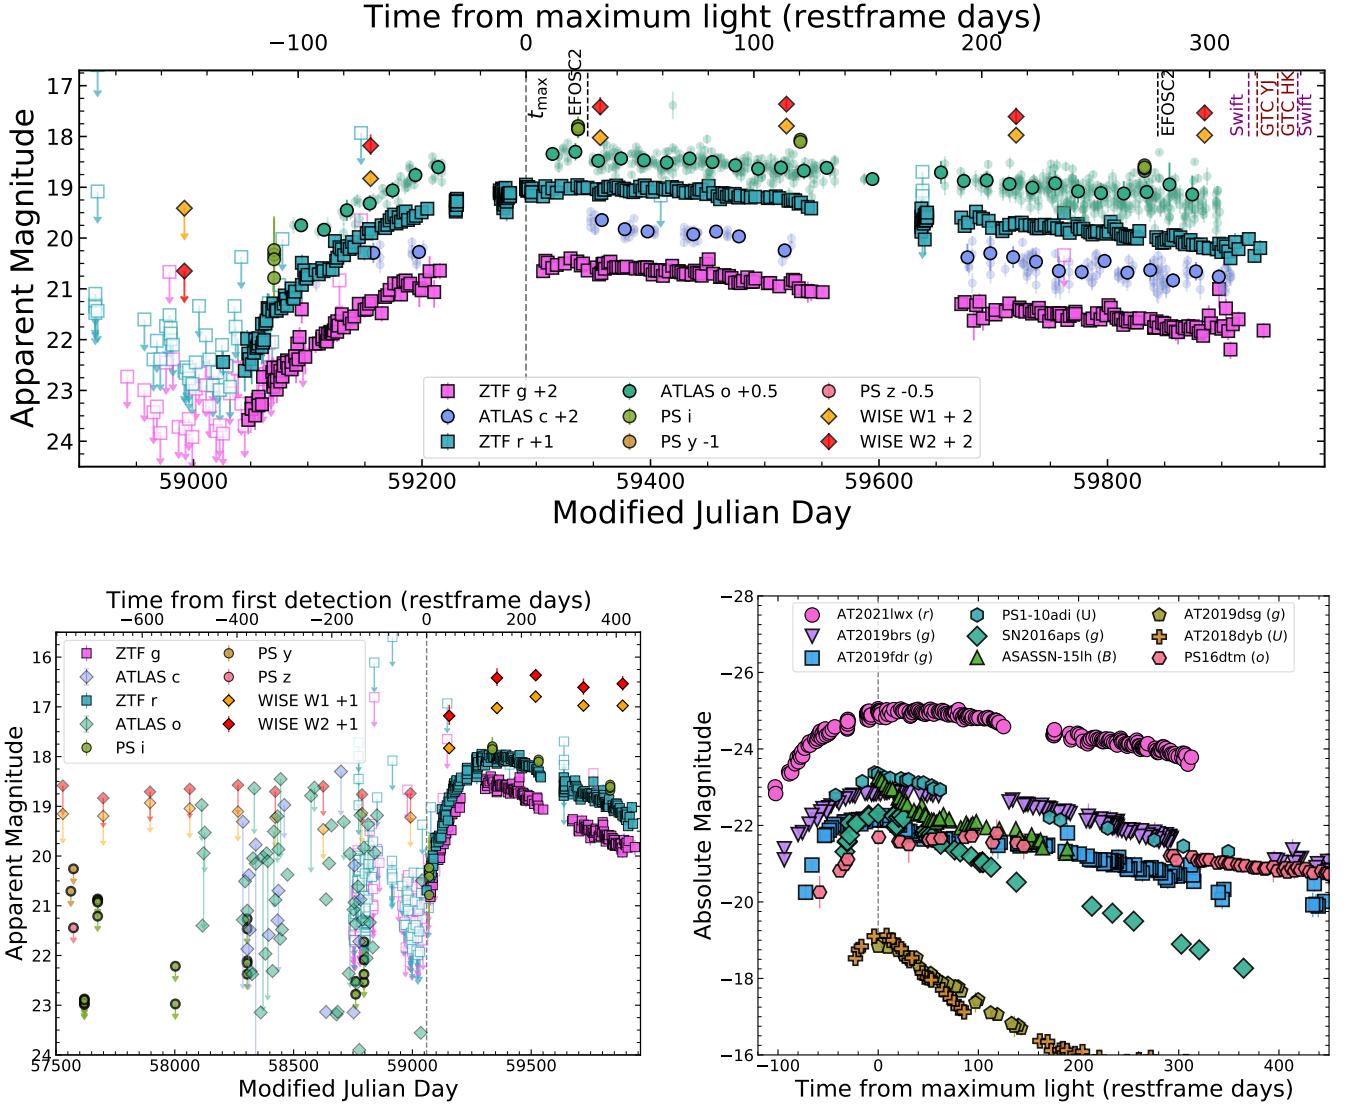 Time from maximum light (restframe days)
−100 0 100 200 300
17
18
19
20
21
22
23
24
Apparent Magnitude
t_max
EFOSC2
EFOSC2
Swift
GTC YJ
GTC HK
Swift
ZTF g +2 ATLAS o +0.5 PS z -0.5
ATLAS c +2 PS i WISE W1 + 2
ZTF r +1 PS y -1 WISE W2 + 2
59000 59200 59400 59600 59800
Modified Julian Day
Time from first detection (restframe days)
−600 −400 −200 0 200 400
16
17
18
19
20
21
22
23
24
Apparent Magnitude
ZTF g PS y
ATLAS c PS z
ZTF r WISE W1 +1
ATLAS o WISE W2 +1
PS i
57500 58000 58500 59000 59500
Modified Julian Day
−28
−26
−24
−22
−20
−18
−16
Absolute Magnitude
AT2021lwx (r) PS1-10adi (U) AT2019dsg (g)
AT2019brs (g) SN2016aps (g) AT2018dyb (U)
AT2019fdr (g) ASASSN-15lh (B) PS16dtm (o)
−100 0 100 200 300 400
Time from maximum light (restframe days)